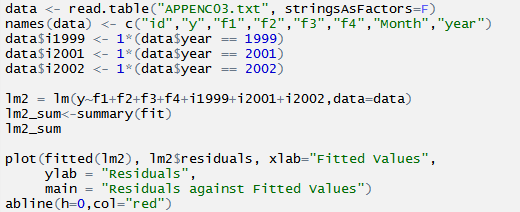 data <- read.table("APPENC03.txt", stringsAsFactors=F)
names(data) <- c("id","y","f1","f2","f3","f4","Month","year")
data$i1999 <- 1*(data$year == 1999)
data$i2001 <- 1*(data$year == 2001)
data$i2002 <- 1*(data$year == 2002)
lm2 = lm(y~f1+f2+f3+f4+i1999+i2001+i2002,data=data)
lm2_sum<-summary(fit)
lm2_sum
plot(fitted(lm2), lm2$residuals, xlab="Fitted Values",
ylab = "Residuals",
main = "Residuals against Fitted Values")
abline(h=0,col="red")